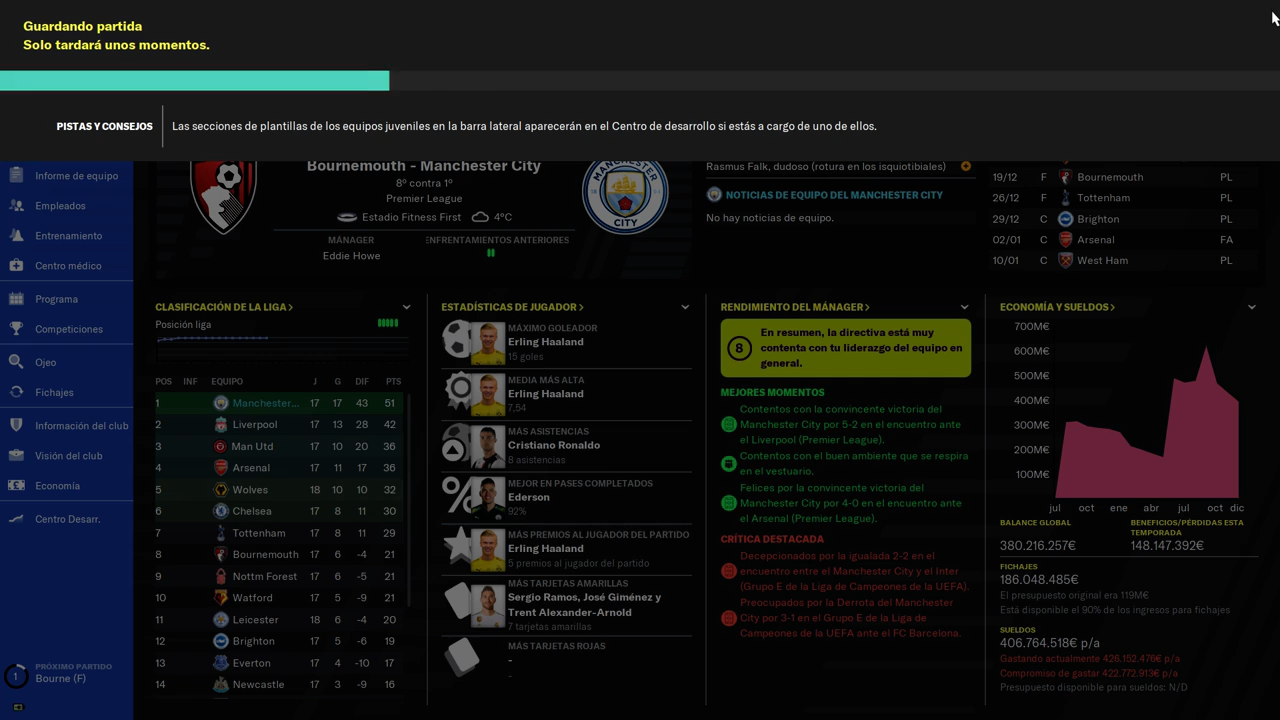 Guardando partida
Solo tardará unos momentos.
PISTAS Y CONSEJOS
Las secciones de plantillas de los equipos juveniles en la barra lateral aparecerán en el Centro de desarrollo si estás a cargo de uno de ellos.
Informe de equipo
Empleados
Entrenamiento
Centro médico
Programa
Competiciones
Ojeo
Fichajes
Información del club
Visión del club
Economía
Centro Desarr.
PRÓXIMO PARTIDO
1
Bourne (F)
Bournemouth - Manchester City
8º contra 1º
Premier League
Estadio Fitness First 4°C
MÁNAGER
Eddie Howe
ENFRENTAMIENTOS ANTERIORES
MANCHESTER
CITY
Rasmus Falk, dudoso (rotura en los isquiotibiales)
NOTICIAS DE EQUIPO DEL MANCHESTER CITY
No hay noticias de equipo.
19/12 F Bournemouth PL
26/12 F Tottenham PL
29/12 C Brighton PL
02/01 C Arsenal FA
10/01 C West Ham PL
CLASIFICACIÓN DE LA LIGA >
Posición liga
POS INF EQUIPO J G DIF PTS
1 Manchester... 17 17 43 51
2 Liverpool 17 13 28 42
3 Man Utd 17 10 20 36
4 Arsenal 17 11 17 36
5 Wolves 18 10 10 32
6 Chelsea 17 8 11 30
7 Tottenham 17 8 11 29
8 Bournemouth 17 6 -4 21
9 Nottm Forest 17 6 -5 21
10 Watford 17 5 -9 21
11 Leicester 18 6 -4 20
12 Brighton 17 5 -6 19
13 Everton 17 4 -10 17
14 Newcastle 17 3 -9 16
ESTADÍSTICAS DE JUGADOR >
MÁXIMO GOLEADOR
Erling Haaland
15 goles
MEDIA MÁS ALTA
Erling Haaland
7,54
MÁS ASISTENCIAS
Cristiano Ronaldo
8 asistencias
MEJOR EN PASES COMPLETADOS
Ederson
92%
MÁS PREMIOS AL JUGADOR DEL PARTIDO
Erling Haaland
5 premios al jugador del partido
MÁS TARJETAS AMARILLAS
Sergio Ramos, José Giménez y
Trent Alexander-Arnold
7 tarjetas amarillas
MÁS TARJETAS ROJAS
-
-
RENDIMIENTO DEL MÁNAGER >
8
En resumen, la directiva está muy
contenta con tu liderazgo del equipo en
general.
MEJORES MOMENTOS
Contentos con la convincente victoria del
Manchester City por 5-2 en el encuentro ante
el Liverpool (Premier League).
Contentos con el buen ambiente que se respira
en el vestuario.
Felices por la convincente victoria del
Manchester City por 4-0 en el encuentro ante
el Arsenal (Premier League).
CRÍTICA DESTACADA
Decepcionados por la igualada 2-2 en el
encuentro entre el Manchester City y el Inter
(Grupo E de la Liga de Campeones de la UEFA).
Preocupados por la Derrota del Manchester
City por 3-1 en el Grupo E de la Liga de
Campeones de la UEFA ante el FC Barcelona.
ECONOMÍA Y SUELDOS >
700M€
600M€
500M€
400M€
300M€
200M€
100M€
jul oct ene abr jul oct dic
BALANCE GLOBAL
380.216.257€
BENEFICIOS/PÉRDIDAS ESTA
TEMPORADA
148.147.392€
FICHAJES
186.048.485€
El presupuesto original era 119M€
Está disponible el 90% de los ingresos para fichajes
SUELDOS
406.764.518€ p/a
Gastando actualmente 426.152.476€ p/a
Compromiso de gastar 422.772.913€ p/a
Presupuesto disponible para sueldos: N/D